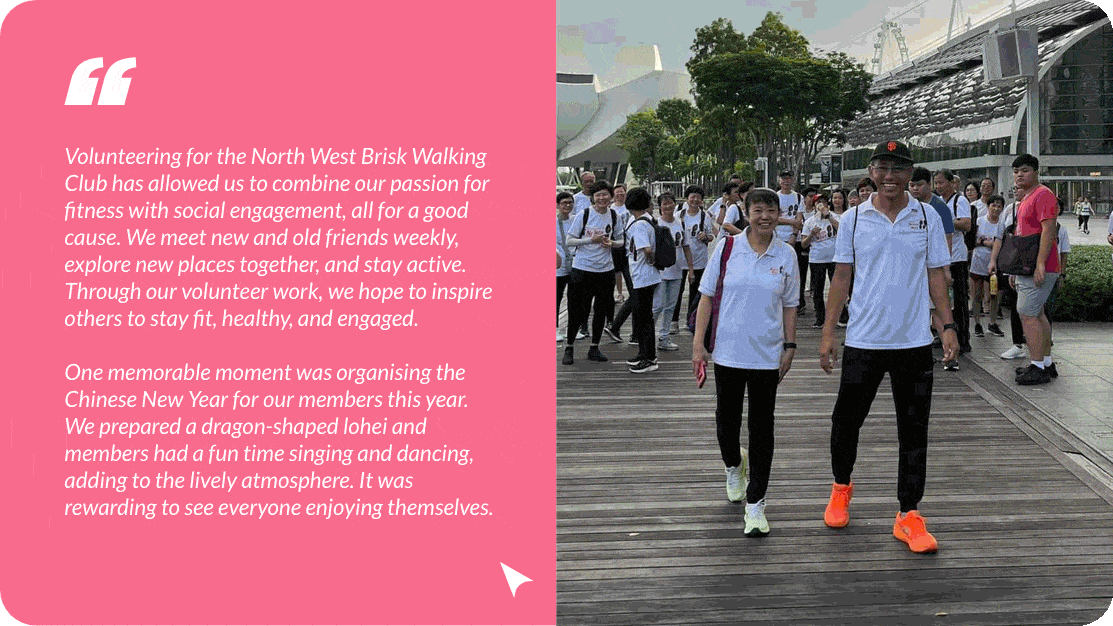 Volunteering for the North West Brisk Walking
Club has allowed us to combine our passion for
fitness with social engagement, all for a good
cause. We meet new and old friends weekly,
explore new places together, and stay active.
Through our volunteer work, we hope to inspire
others to stay fit, healthy, and engaged.
One memorable moment was organising the
Chinese New Year for our members this year.
We prepared a dragon-shaped lohei and
members had a fun time singing and dancing,
adding to the lively atmosphere. It was
rewarding to see everyone enjoying themselves.